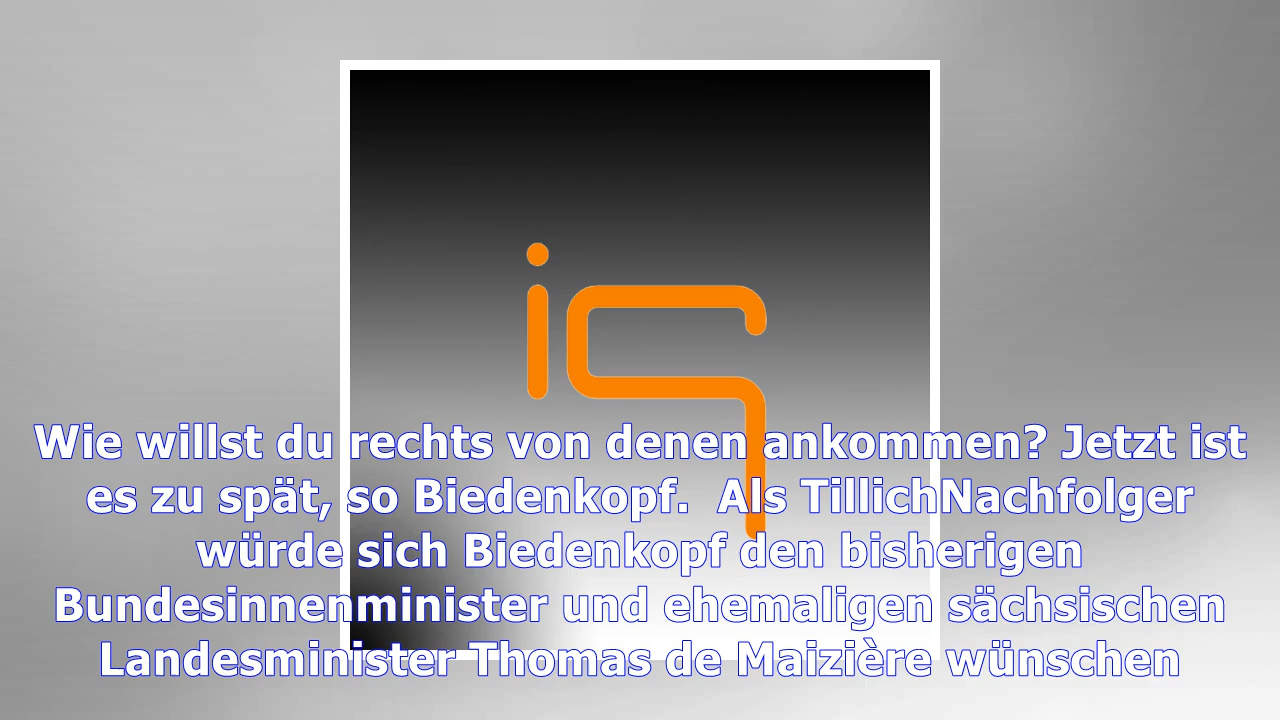 iq
Wie willst du rechts von denen ankommen? Jetzt ist
es zu spät, so Biedenkopf.  Als TillichNachfolger
würde sich Biedenkopf den bisherigen
Bundesinnenminister und ehemaligen sächsischen
Landesminister Thomas de Maizière wünschen